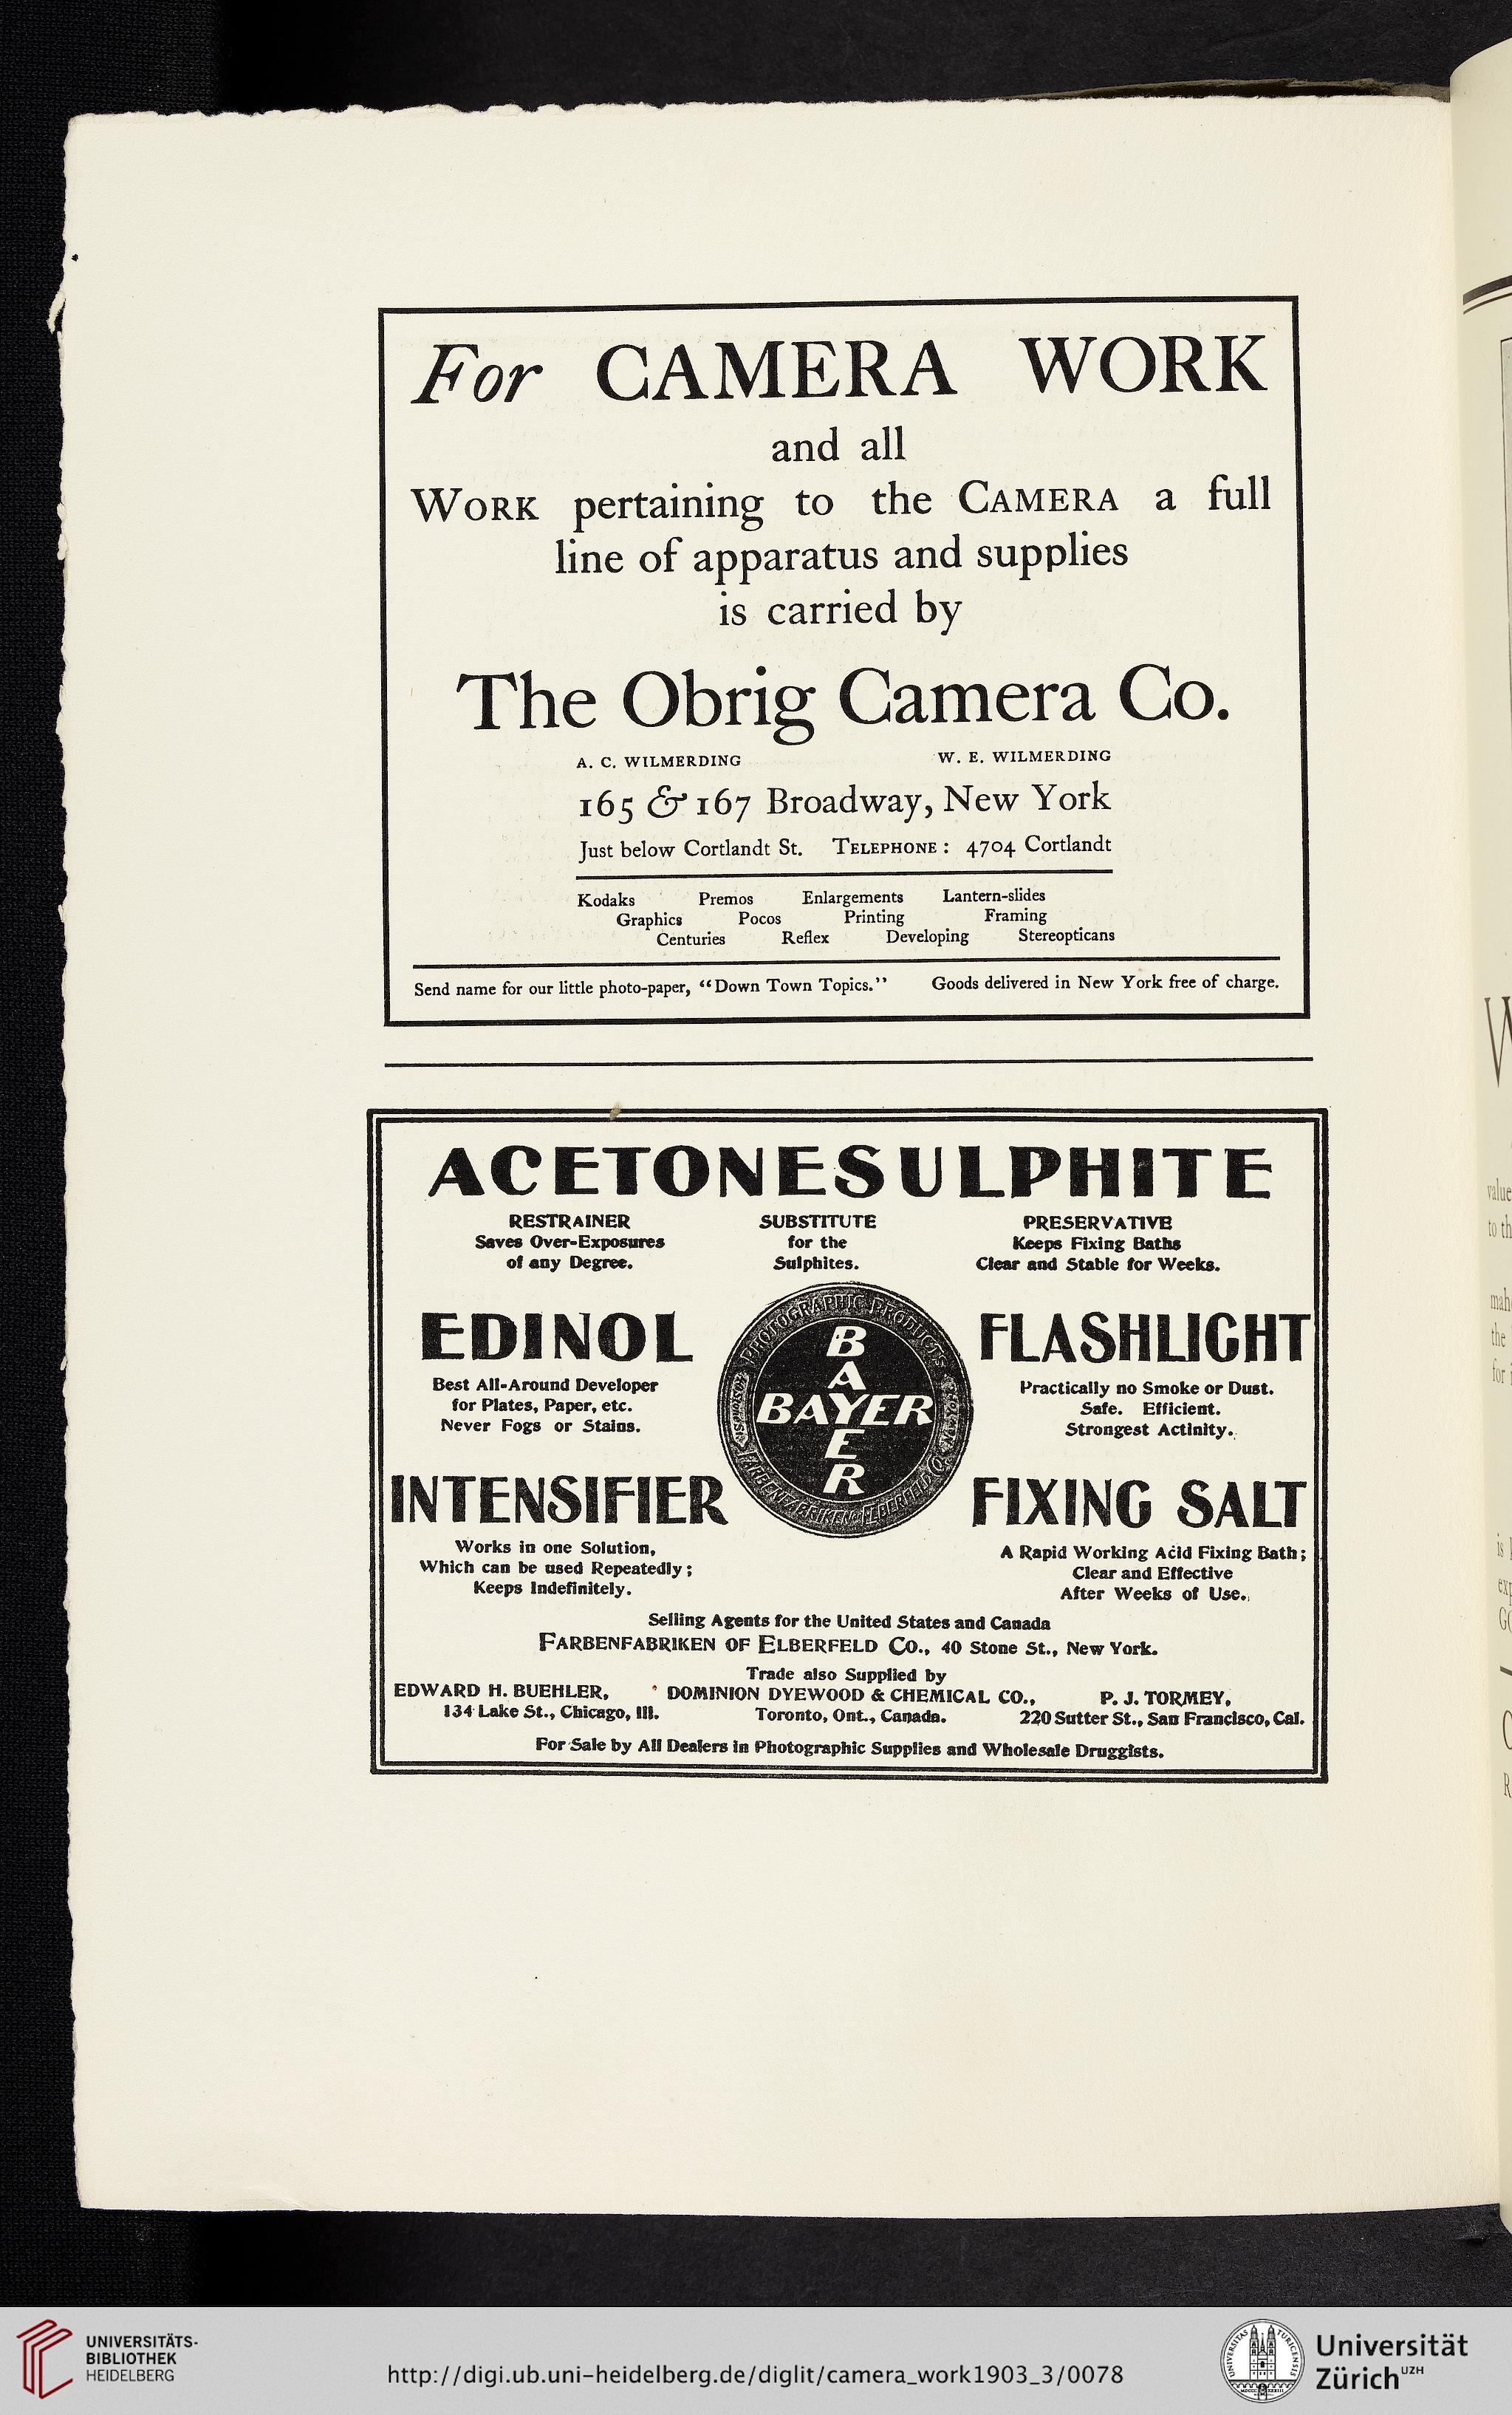 For CAMERA WORK
and all
WORK pertaining to the CAMERA a full
line of apparatus and supplies
is carried by
The Obrig Camera Co.
A. C. WILMERDING W. E. WILMERDING
165 & 167 Broadway, New York
Just below Cortlandt St. TELEPHONE: 4704 Cortlandt
Kodaks Premos Enlargements Lantern-slides
Graphics Pocos Printing Framing
Centuries Reflex Developing Stereopticans
Send name for our little photo-paper, "Down Town Topics." Goods delivered in New York free of charge.
ACETONESULPHITE
RESTRAINER
Saves Over-Exposures
of any Degree.
SUBSTITUTE
for the
Sulphites.
PRESERVATIVE
Keeps Fixing Baths
Clear and Stable for Weeks.
EDINOL
Best All-Around Developer
for Plates, Paper, etc.
Never Fogs or Stains.
PHOTOGRAPHIC PRODUCTS
BAYER
BAYER
FARBENFABRIKEN OF ELBERFELD CO.
FLASHLIGHT
Practically no Smoke or Dust.
Safe. Efficient.
Strongest Actinity.
INTENSIFIER
Works in one Solution,
Which can be used Repeatedly;
Keeps Indefinitely.
FIXING SALT
A Rapid Working Acid Fixing Bath;
Clear and Effective
After Weeks of Use.
Selling Agents for the United States and Canada
FARBENFABRIKEN OF ELBERFELD CO., 40 Stone St., New York.
Trade also Supplied by
EDWARD H. BUEHLER,
134 Lake St., Chicago, Ill.
DOMINION DYEWOOD & CHEMICAL CO.,
Toronto, Ont., Canada.
P. J. TORMEY,
220 Sutter St., San Francisco, Cal.
For Sale by All Dealers in Photographic Supplies and Wholesale Druggists.
value
to th
the
is
R
UNIVERSITÄTS-
BIBLIOTHEK
HEIDELBERG
http://digi.ub.uni-heidelberg.de/diglit/camera_work1903_3/0078
Universität
Zürich UZH